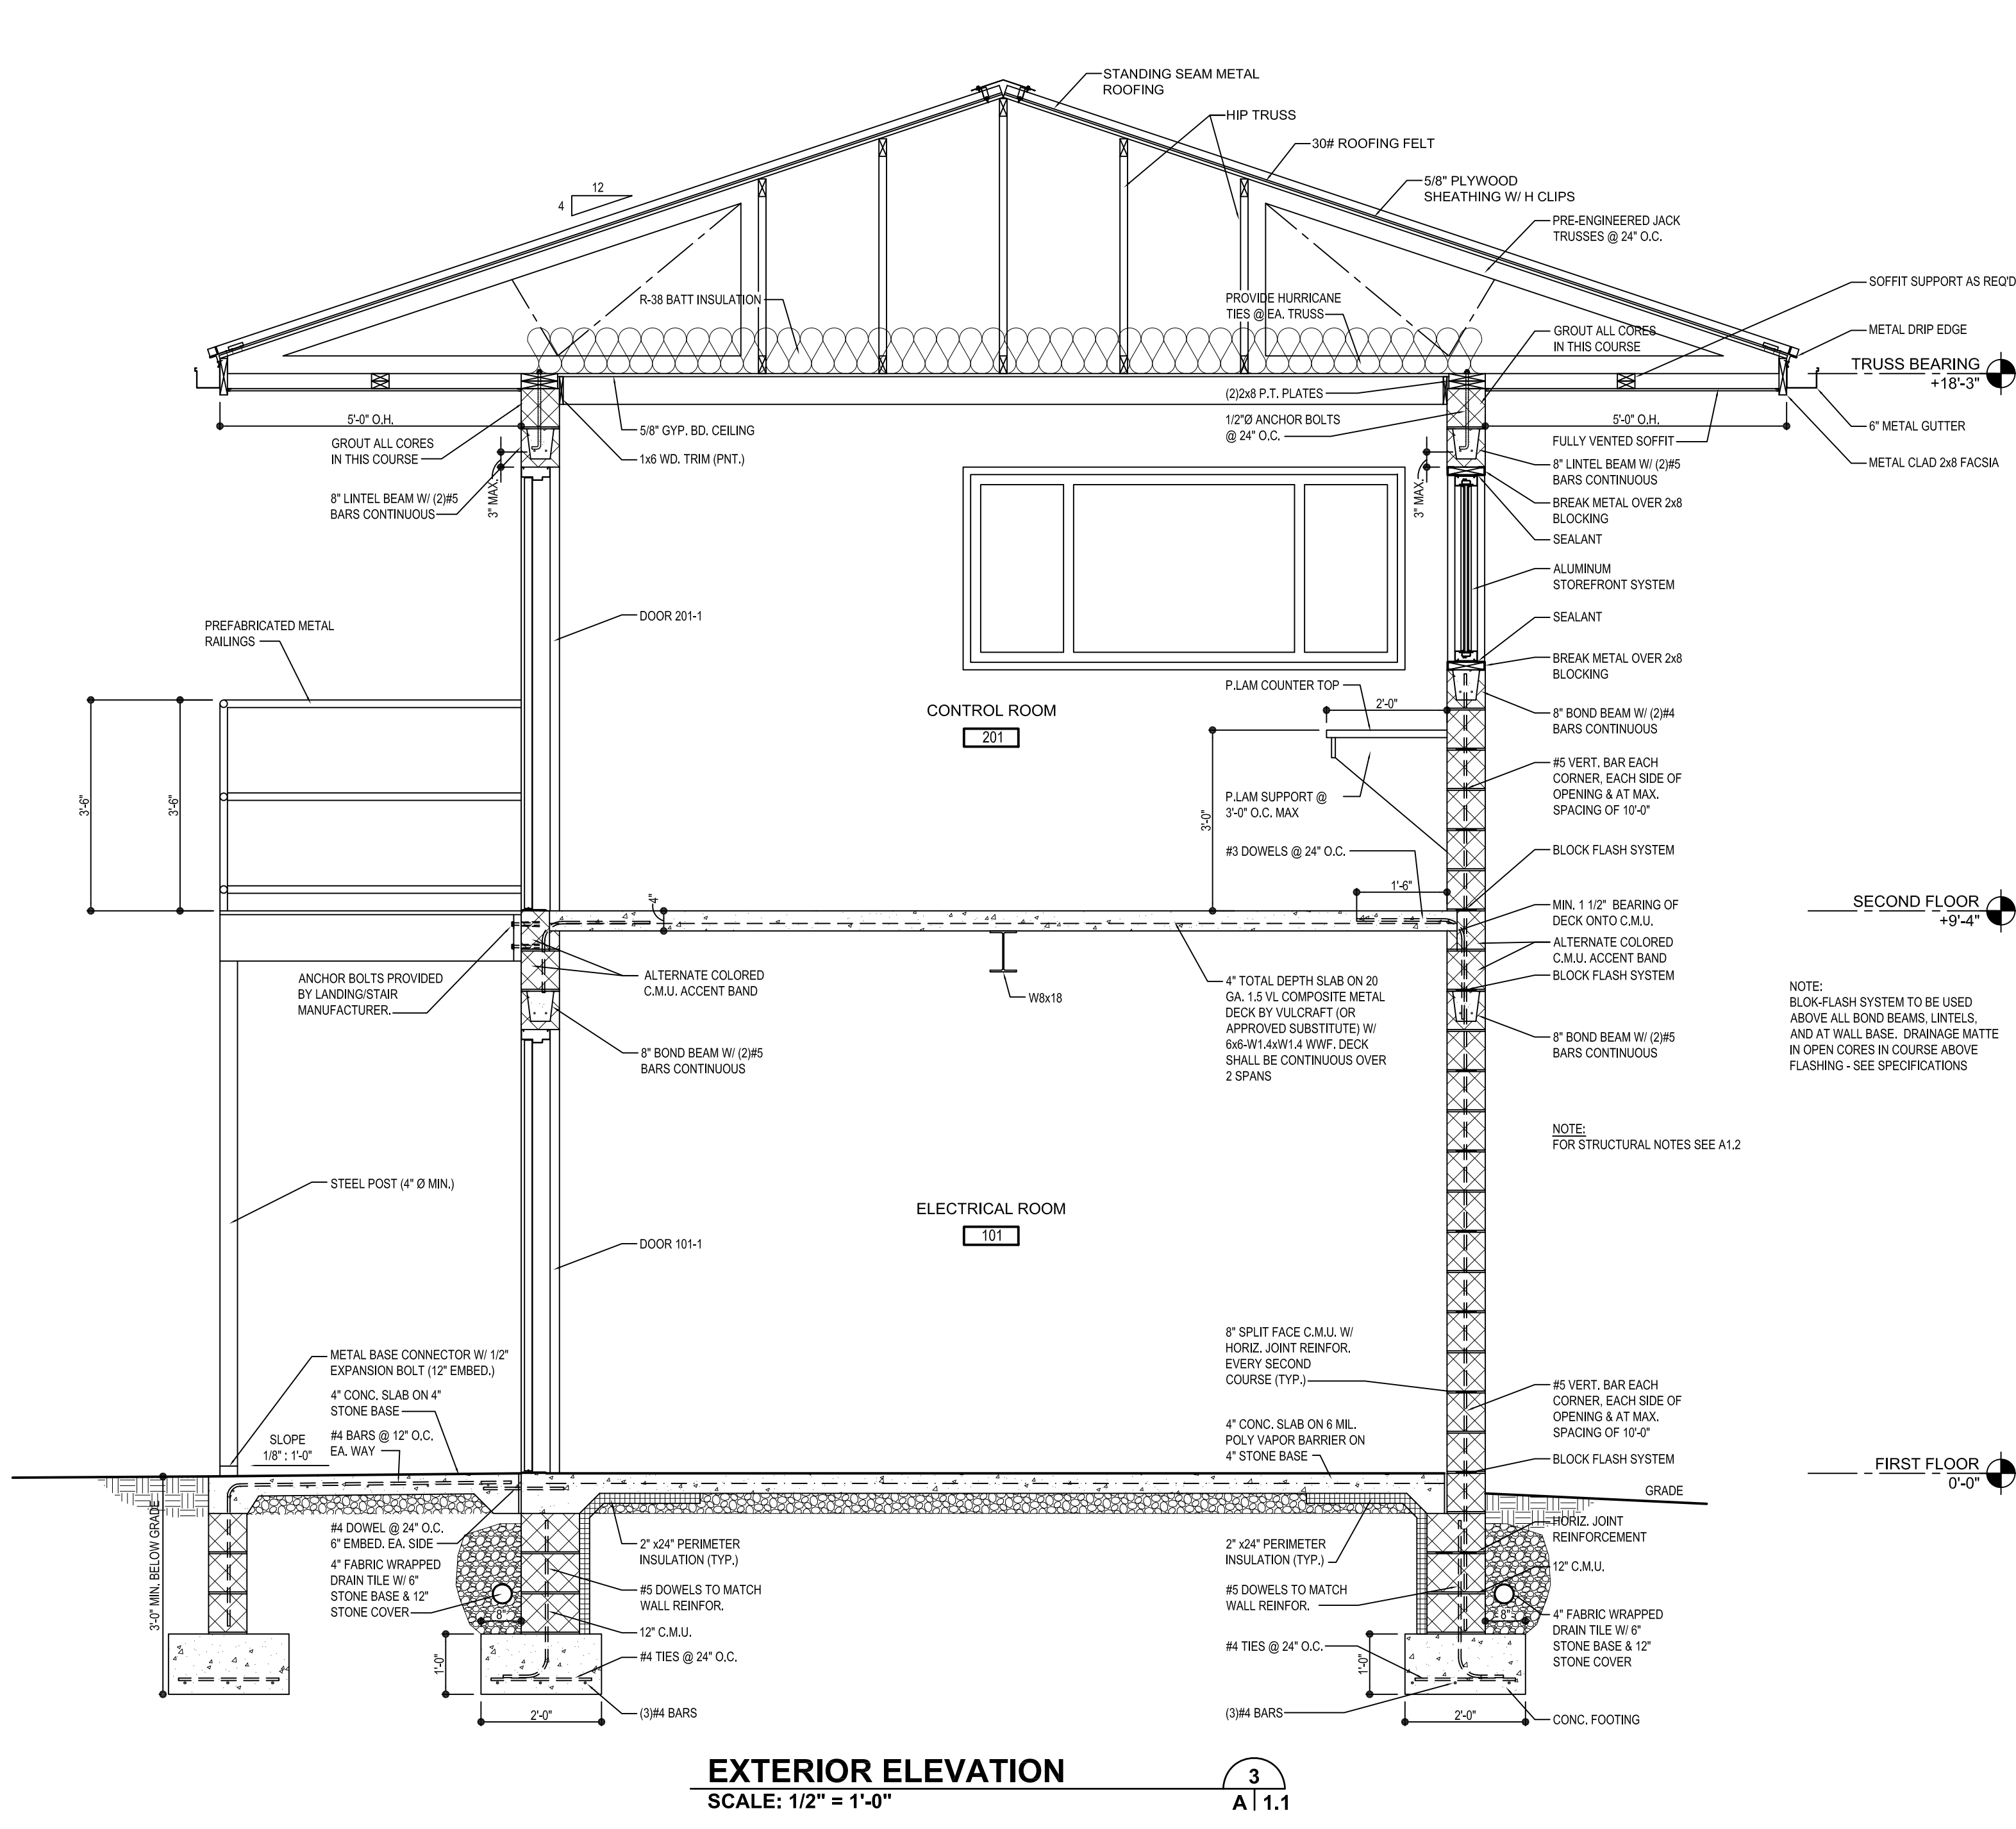 STANDING SEAM METAL
ROOFING
HIP TRUSS
30# ROOFING FELT
5/8" PLYWOOD
SHEATHING W/ H CLIPS
PRE-ENGINEERED JACK
TRUSSES @ 24" O.C.
12
4
R-38 BATT INSULATION
PROVIDE HURRICANE
TIES @ EA. TRUSS
GROUT ALL CORES
IN THIS COURSE
SOFFIT SUPPORT AS REQ'D
METAL DRIP EDGE
TRUSS BEARING
+18'-3"
6" METAL GUTTER
METAL CLAD 2x8 FACSIA
5'-0" O.H.
GROUT ALL CORES
IN THIS COURSE
8" LINTEL BEAM W/ (2)#5
BARS CONTINUOUS
3" MAX.
5/8" GYP. BD. CEILING
1x6 WD. TRIM (PNT.)
(2)2x8 P.T. PLATES
1/2"Ø ANCHOR BOLTS
@ 24" O.C.
3" MAX.
5'-0" O.H.
FULLY VENTED SOFFIT
8" LINTEL BEAM W/ (2)#5
BARS CONTINUOUS
BREAK METAL OVER 2x8
BLOCKING
SEALANT
ALUMINUM
STOREFRONT SYSTEM
SEALANT
BREAK METAL OVER 2x8
BLOCKING
8" BOND BEAM W/ (2)#4
BARS CONTINUOUS
#5 VERT. BAR EACH
CORNER, EACH SIDE OF
OPENING & AT MAX.
SPACING OF 10'-0"
BLOCK FLASH SYSTEM
MIN. 1 1/2" BEARING OF
DECK ONTO C.M.U.
ALTERNATE COLORED
C.M.U. ACCENT BAND
BLOCK FLASH SYSTEM
8" BOND BEAM W/ (2)#5
BARS CONTINUOUS
DOOR 201-1
PREFABRICATED METAL
RAILINGS
3'-6"
3'-6"
CONTROL ROOM
201
P.LAM COUNTER TOP
2'-0"
P.LAM SUPPORT @
3'-0" O.C. MAX
3'-0"
#3 DOWELS @ 24" O.C.
1'-6"
4"
SECOND FLOOR
+9'-4"
ANCHOR BOLTS PROVIDED
BY LANDING/STAIR
MANUFACTURER.
ALTERNATE COLORED
C.M.U. ACCENT BAND
W8x18
8" BOND BEAM W/ (2)#5
BARS CONTINUOUS
4" TOTAL DEPTH SLAB ON 20
GA. 1.5 VL COMPOSITE METAL
DECK BY VULCRAFT (OR
APPROVED SUBSTITUTE) W/
6x6-W1.4xW1.4 WWF. DECK
SHALL BE CONTINUOUS OVER
2 SPANS
NOTE:
BLOK-FLASH SYSTEM TO BE USED
ABOVE ALL BOND BEAMS, LINTELS,
AND AT WALL BASE. DRAINAGE MATTE
IN OPEN CORES IN COURSE ABOVE
FLASHING - SEE SPECIFICATIONS
NOTE:
FOR STRUCTURAL NOTES SEE A1.2
STEEL POST (4" Ø MIN.)
ELECTRICAL ROOM
101
DOOR 101-1
METAL BASE CONNECTOR W/ 1/2"
EXPANSION BOLT (12" EMBED.)
4" CONC. SLAB ON 4"
STONE BASE
#4 BARS @ 12" O.C.
EA. WAY
SLOPE
1/8" : 1'-0"
8" SPLIT FACE C.M.U. W/
HORIZ. JOINT REINFOR.
EVERY SECOND
COURSE (TYP.)
4" CONC. SLAB ON 6 MIL.
POLY VAPOR BARRIER ON
4" STONE BASE
#5 VERT. BAR EACH
CORNER, EACH SIDE OF
OPENING & AT MAX.
SPACING OF 10'-0"
BLOCK FLASH SYSTEM
FIRST FLOOR
0'-0"
GRADE
3'-0" MIN. BELOW GRADE
#4 DOWEL @ 24" O.C.
6" EMBED. EA. SIDE
4" FABRIC WRAPPED
DRAIN TILE W/ 6"
STONE BASE & 12"
STONE COVER
8"
1'-0"
2'-0"
2" x24" PERIMETER
INSULATION (TYP.)
#5 DOWELS TO MATCH
WALL REINFOR.
12" C.M.U.
#4 TIES @ 24" O.C.
(3)#4 BARS
2" x24" PERIMETER
INSULATION (TYP.)
#5 DOWELS TO MATCH
WALL REINFOR.
#4 TIES @ 24" O.C.
(3)#4 BARS
1'-0"
2'-0"
8"
HORIZ. JOINT
REINFORCEMENT
12" C.M.U.
4" FABRIC WRAPPED
DRAIN TILE W/ 6"
STONE BASE & 12"
STONE COVER
CONC. FOOTING
EXTERIOR ELEVATION
SCALE: 1/2" = 1'-0"
3
A 1.1